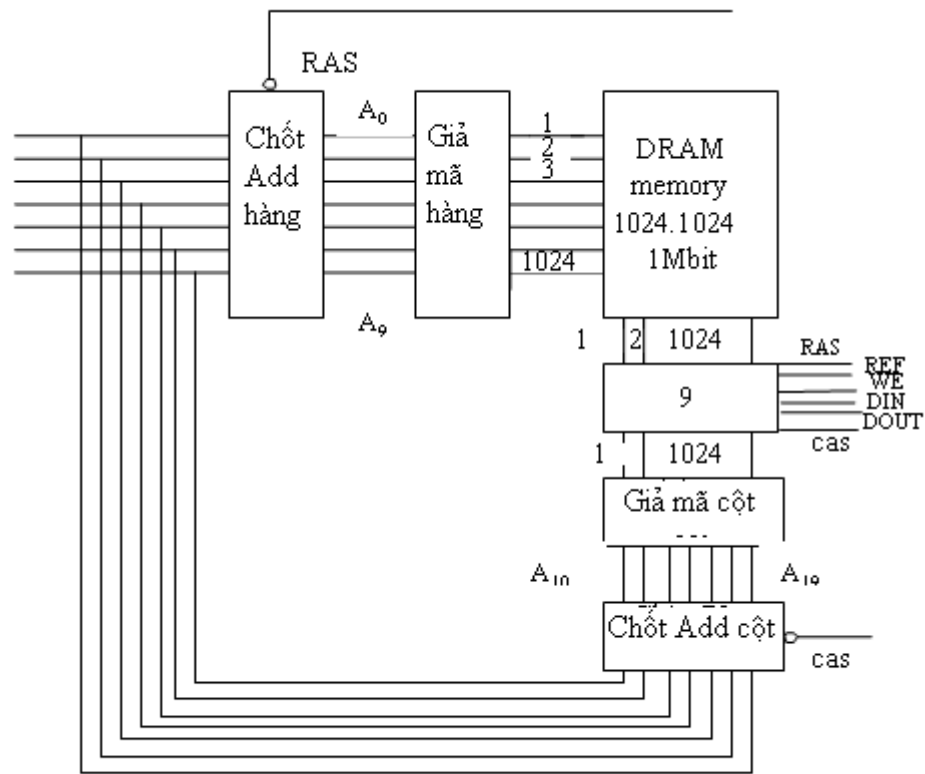 RAS
A0
Chốt
Add
hàng
Giả
mã
hàng
1
2
3
1024
A9
DRAM
memory
1024.1024
1Mbit
1
2
1024
RAS
REF
WE
DIN
DOUT
cas
9
1
1024
Giả mã cột
A10
A19
Chốt Add cột
cas